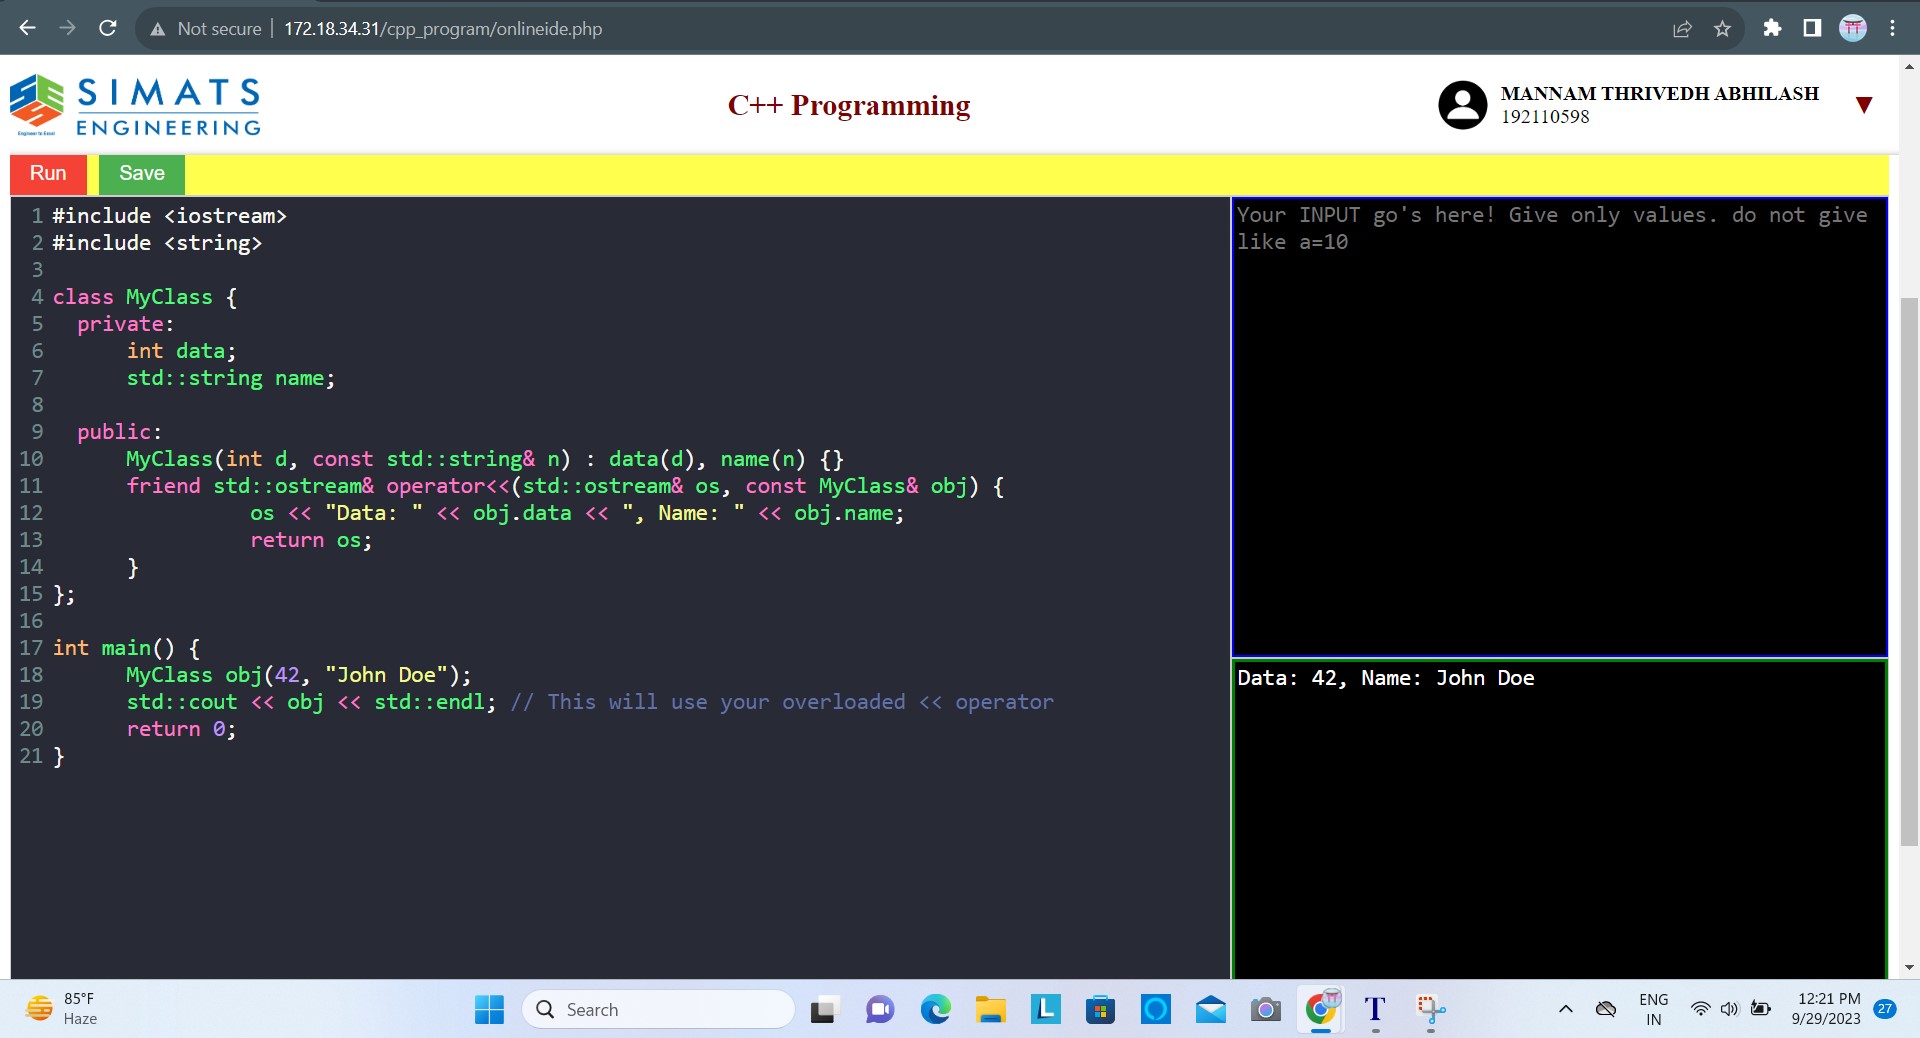 Not secure | 172.18.34.31/cpp_program/onlineide.php
SIMATS
ENGINEERING
Engineer to Excel
C++ Programming
MANNAM THRIVEDH ABHILASH
192110598
Run
Save
1 #include <iostream>
2 #include <string>
3
4 class MyClass {
5 private:
6 int data;
7 std::string name;
8
9 public:
10 MyClass(int d, const std::string& n) : data(d), name(n) {}
11 friend std::ostream& operator<<(std::ostream& os, const MyClass& obj) {
12 os << "Data: " << obj.data << ", Name: " << obj.name;
13 return os;
14 }
15 };
16
17 int main() {
18 MyClass obj(42, "John Doe");
19 std::cout << obj << std::endl; // This will use your overloaded << operator
20 return 0;
21 }
Your INPUT go's here! Give only values. do not give
like a=10
Data: 42, Name: John Doe
85°F
Haze
Search
L
T
ENG
IN
12:21 PM
9/29/2023
27